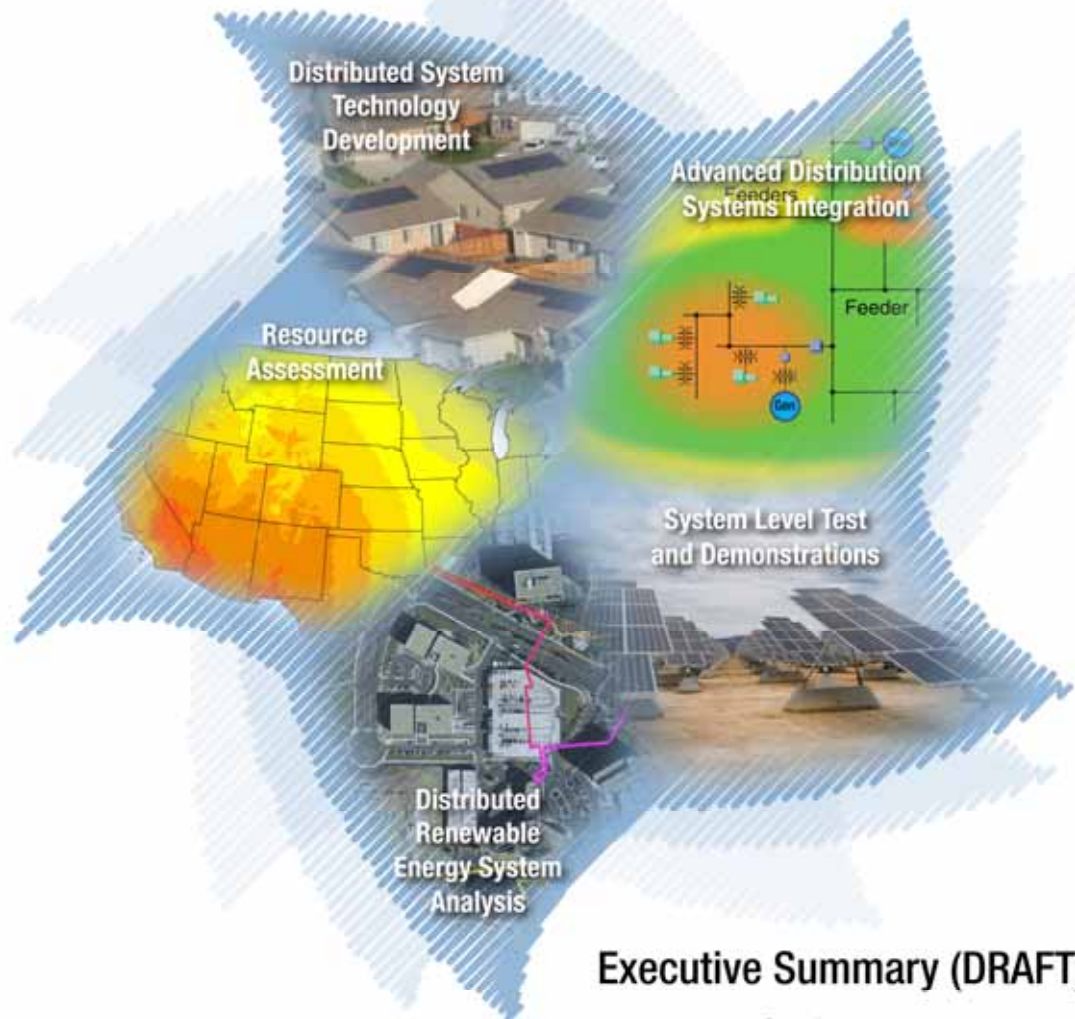 Distributed System
Technology
Development
Advanced Distribution
Systems Integration
Feeders
Feeder
Gen
Resource
Assessment
System Level Test
and Demonstrations
Distributed
Renewable
Energy System
Analysis
Executive Summary (DRAFT